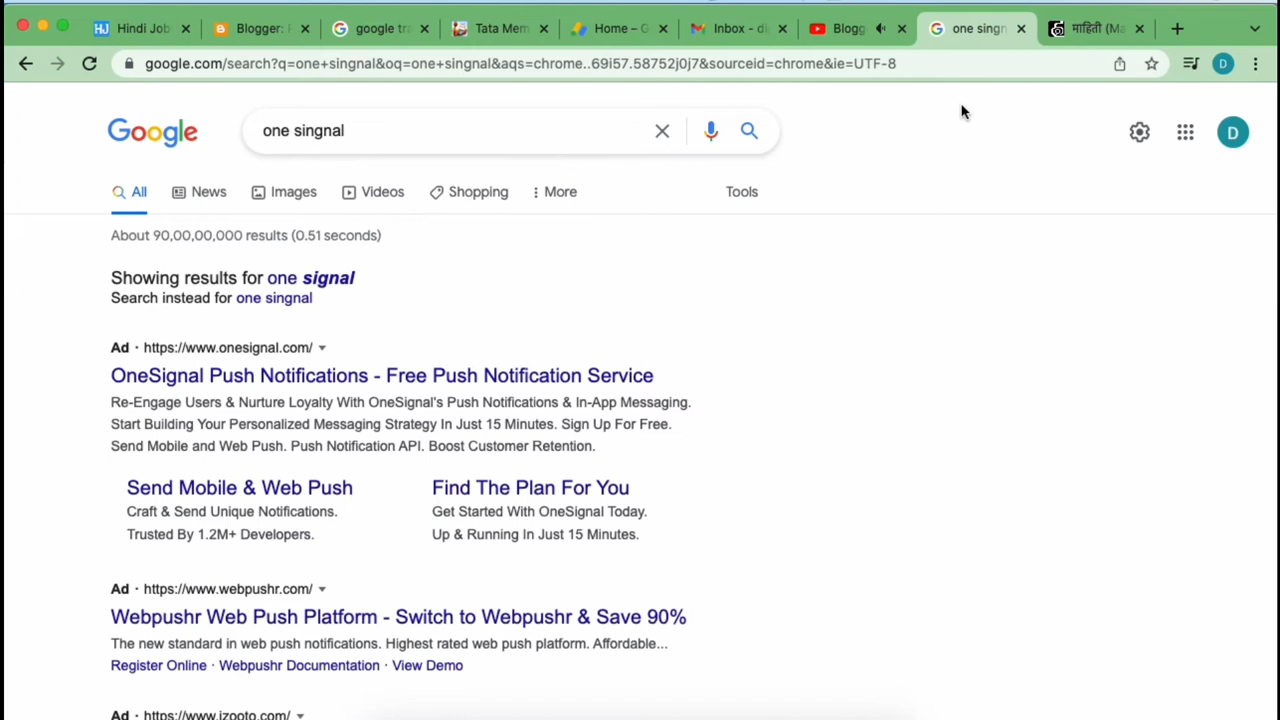 Hindi Job
Blogger:
google tra
Tata Mem
Home – G
Inbox - di
Blogg
one singn
माहिती (Ma
google.com/search?q=one+singnal&oq=one+singnal&aqs=chrome..69i57.58752j0j7&sourceid=chrome&ie=UTF-8
D
Google
one singnal
D
All
News
Images
Videos
Shopping
More
Tools
About 90,00,00,000 results (0.51 seconds)
Showing results for one signal
Search instead for one singnal
Ad · https://www.onesignal.com/
OneSignal Push Notifications - Free Push Notification Service
Re-Engage Users & Nurture Loyalty With OneSignal's Push Notifications & In-App Messaging.
Start Building Your Personalized Messaging Strategy In Just 15 Minutes. Sign Up For Free.
Send Mobile and Web Push. Push Notification API. Boost Customer Retention.
Send Mobile & Web Push
Craft & Send Unique Notifications.
Trusted By 1.2M+ Developers.
Find The Plan For You
Get Started With OneSignal Today.
Up & Running In Just 15 Minutes.
Ad · https://www.webpushr.com/
Webpushr Web Push Platform - Switch to Webpushr & Save 90%
The new standard in web push notifications. Highest rated web push platform. Affordable...
Register Online · Webpushr Documentation · View Demo
Ad · https://www.izooto.com/